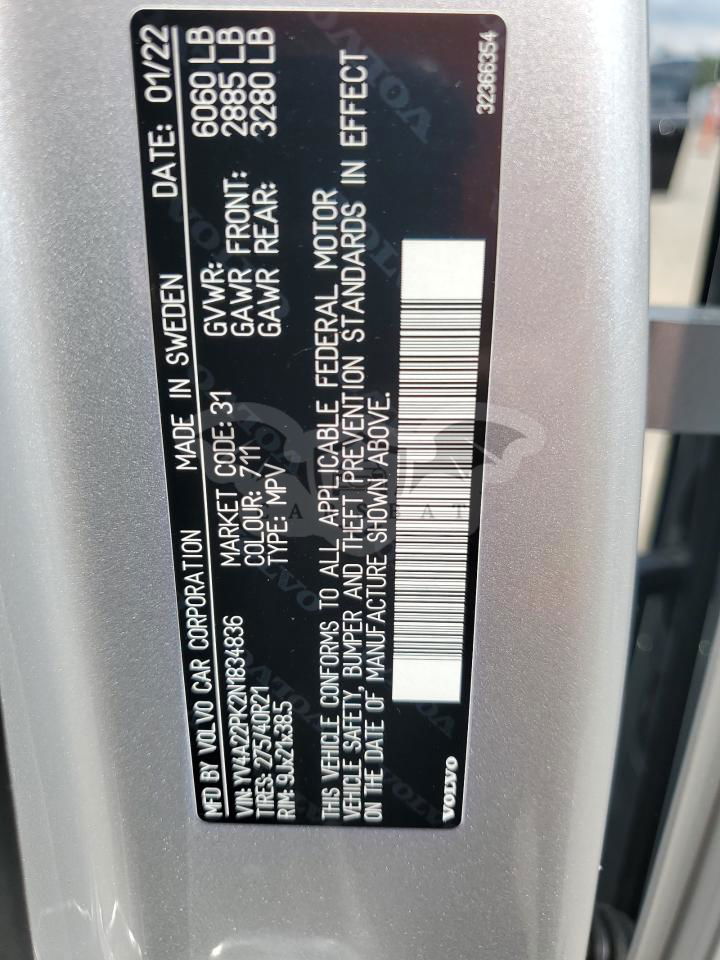 MFD BY VOLVO CAR CORPORATION MADE IN SWEDEN DATE: 01/22
VIN: YV4A22PK2N1834836
TIRES: 275/40R21
RIM: 9Jx21x38.5
MARKET CODE: 31
COLOUR: 711
TYPE: MPV
GVWR: 6060 LB
GAWR FRONT: 2885 LB
GAWR REAR: 3280 LB
THIS VEHICLE CONFORMS TO ALL APPLICABLE FEDERAL MOTOR
VEHICLE SAFETY, BUMPER AND THEFT PREVENTION STANDARDS IN EFFECT
ON THE DATE OF MANUFACTURE SHOWN ABOVE.
VOLVO
32366354